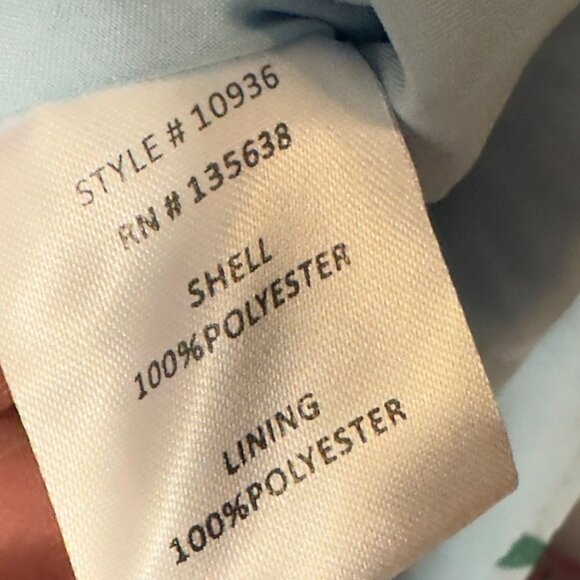 STYLE # 10936
RN # 135638
SHELL
100%POLYESTER
LINING
100%POLYESTER